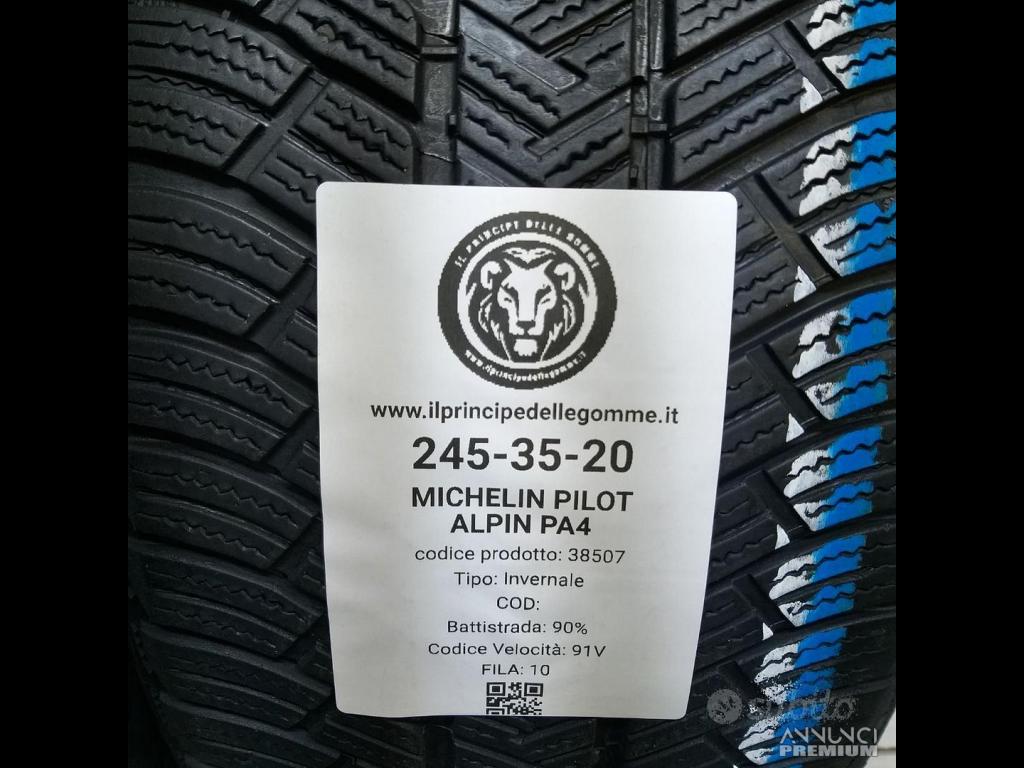 IL PRINCIPE DELLE GOMME
www.ilprincipedellegomme.it
www.ilprincipedellegomme.it
245-35-20
MICHELIN PILOT
ALPIN PA4
codice prodotto: 38507
Tipo: Invernale
COD:
Battistrada: 90%
Codice Velocità: 91V
FILA: 10
subito
ANNUNCI
PREMIUM